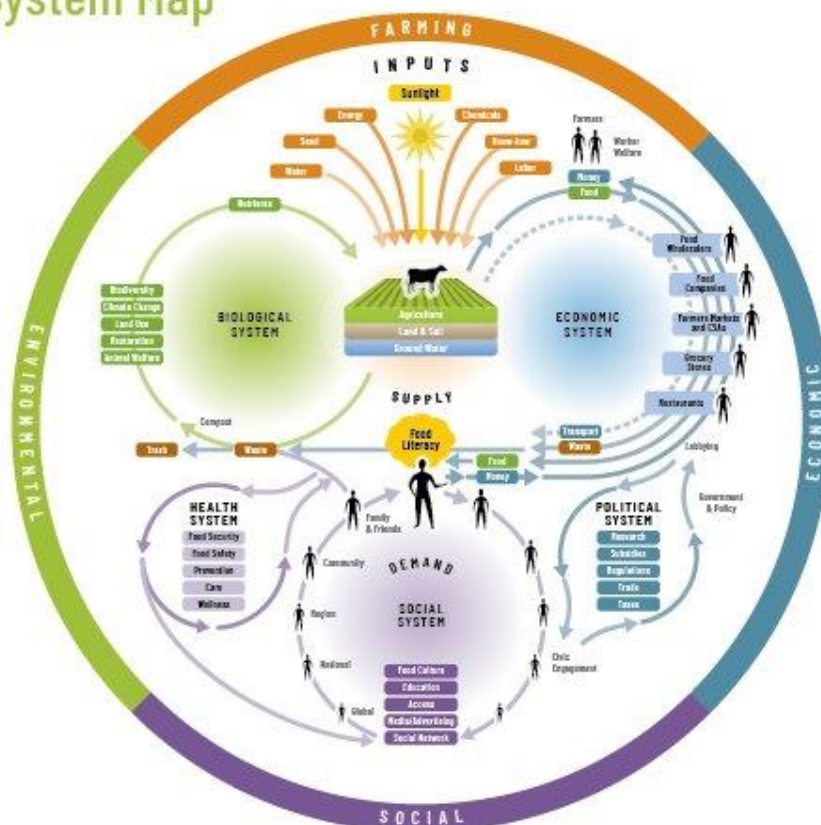 System Map
FARMING
INPUTS
Sunlight
Energy
Chemicals
Seed
Know-how
Water
Labor
Farmers
Worker
Welfare
Money
Food
Nutrients
Food
Wholesalers
Food
Companies
Farmers Markets
and CSAs
Grocery
Stores
Restaurants
Biodiversity
Climate Change
Land Use
Restoration
Animal Welfare
BIOLOGICAL
SYSTEM
Agriculture
Land & Soil
Ground Water
ECONOMIC
SYSTEM
ENVIRONMENTAL
ECONOMIC
SUPPLY
Compost
Trash
Waste
Food
Literacy
Transport
Waste
Food
Money
Lobbying
HEALTH
SYSTEM
Food Security
Food Safety
Prevention
Care
Wellness
Family
& Friends
Community
Region
National
Global
DEMAND
SOCIAL
SYSTEM
Food Culture
Education
Access
Media/Advertising
Social Network
POLITICAL
SYSTEM
Research
Subsidies
Regulations
Trade
Taxes
Government
& Policy
Civic
Engagement
SOCIAL